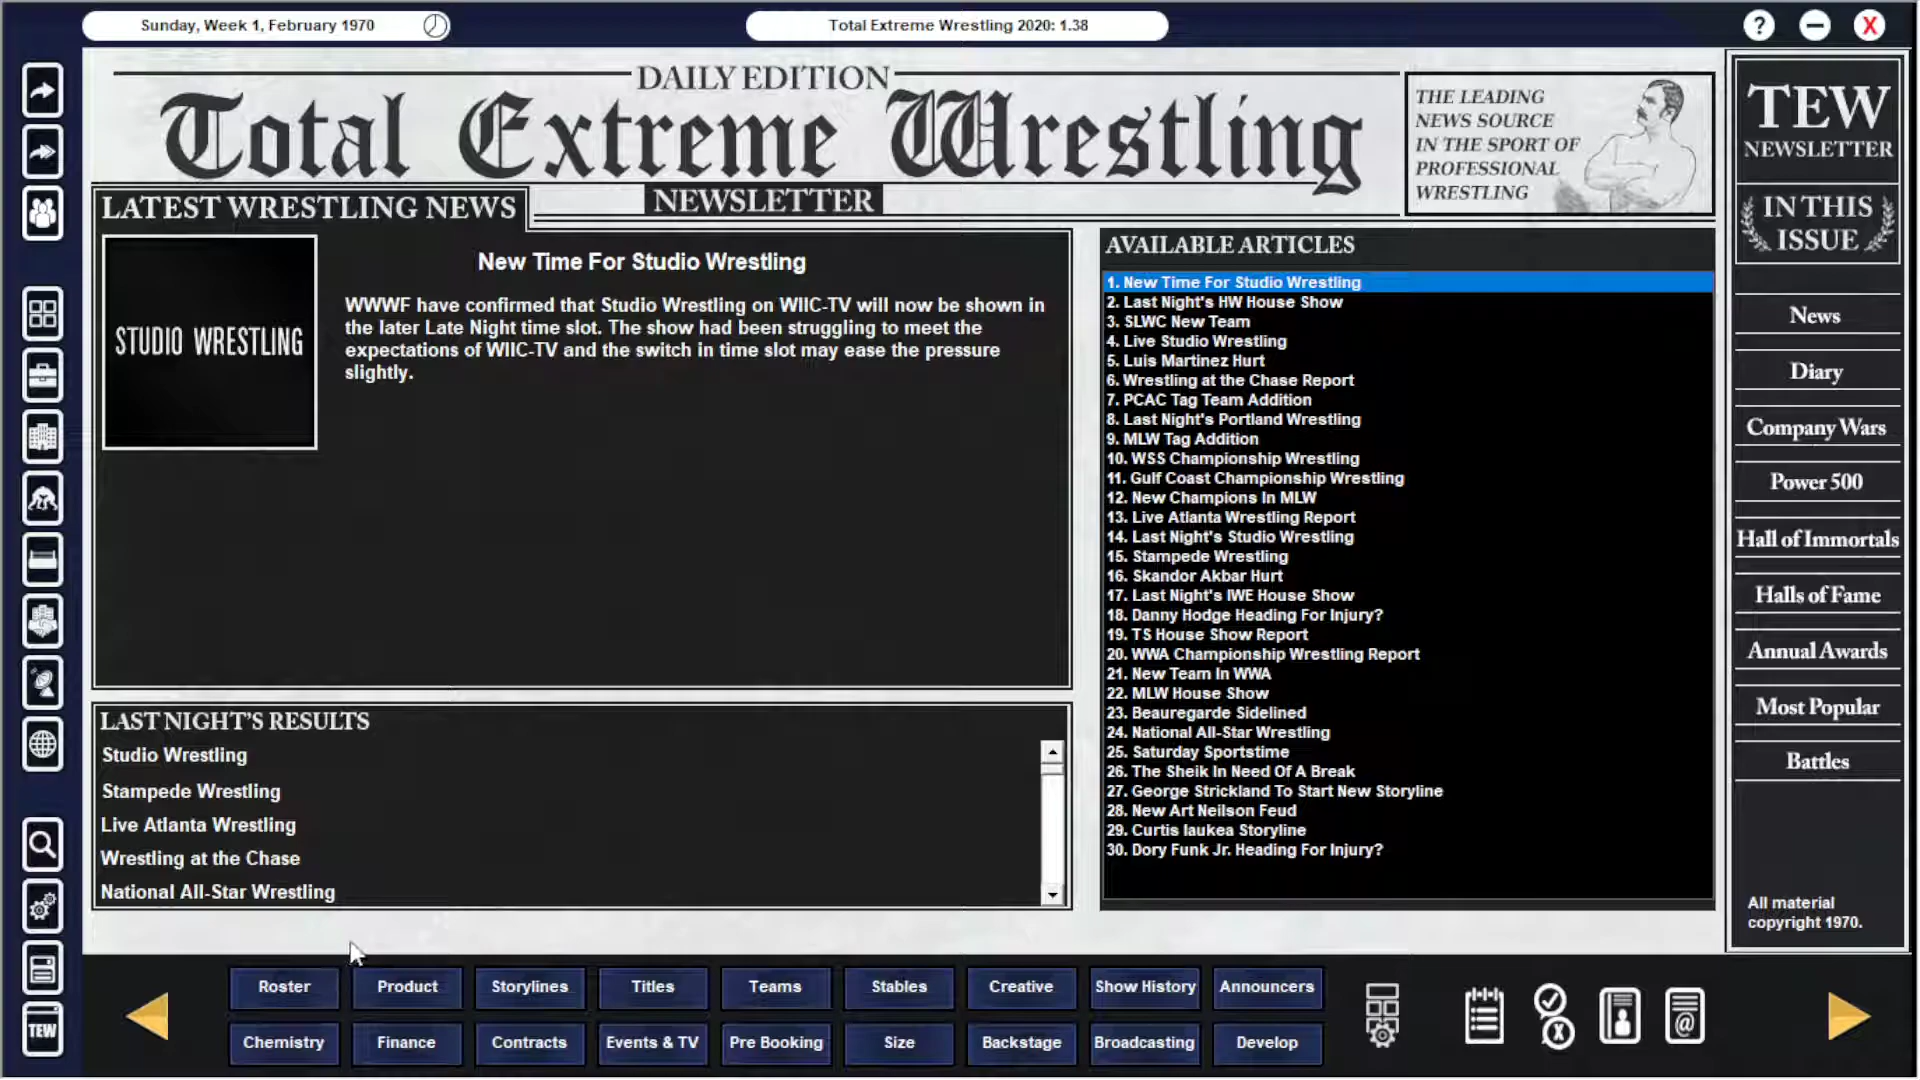 Sunday, Week 1, February 1970
Total Extreme Wrestling 2020: 1.38
?
X
DAILY EDITION
Total Extreme Wrestling
NEWSLETTER
THE LEADING
NEWS SOURCE
IN THE SPORT OF
PROFESSIONAL
WRESTLING
TEW
NEWSLETTER
IN THIS
ISSUE
News
Diary
Company Wars
Power 500
Hall of Immortals
Halls of Fame
Annual Awards
Most Popular
Battles
All material
copyright 1970.
LATEST WRESTLING NEWS
STUDIO WRESTLING
New Time For Studio Wrestling
WWWF have confirmed that Studio Wrestling on WIIC-TV will now be shown in
the later Late Night time slot. The show had been struggling to meet the
expectations of WIIC-TV and the switch in time slot may ease the pressure
slightly.
AVAILABLE ARTICLES
1. New Time For Studio Wrestling
2. Last Night's HW House Show
3. SLWC New Team
4. Live Studio Wrestling
5. Luis Martinez Hurt
6. Wrestling at the Chase Report
7. PCAC Tag Team Addition
8. Last Night's Portland Wrestling
9. MLW Tag Addition
10. WSS Championship Wrestling
11. Gulf Coast Championship Wrestling
12. New Champions In MLW
13. Live Atlanta Wrestling Report
14. Last Night's Studio Wrestling
15. Stampede Wrestling
16. Skandor Akbar Hurt
17. Last Night's IWE House Show
18. Danny Hodge Heading For Injury?
19. TS House Show Report
20. WWA Championship Wrestling Report
21. New Team In WWA
22. MLW House Show
23. Beauregarde Sidelined
24. National All-Star Wrestling
25. Saturday Sportstime
26. The Sheik In Need Of A Break
27. George Strickland To Start New Storyline
28. New Art Neilson Feud
29. Curtis Iaukea Storyline
30. Dory Funk Jr. Heading For Injury?
LAST NIGHT'S RESULTS
Studio Wrestling
Stampede Wrestling
Live Atlanta Wrestling
Wrestling at the Chase
National All-Star Wrestling
TEW
Roster
Product
Storylines
Titles
Teams
Stables
Creative
Show History
Announcers
Chemistry
Finance
Contracts
Events & TV
Pre Booking
Size
Backstage
Broadcasting
Develop
X
@